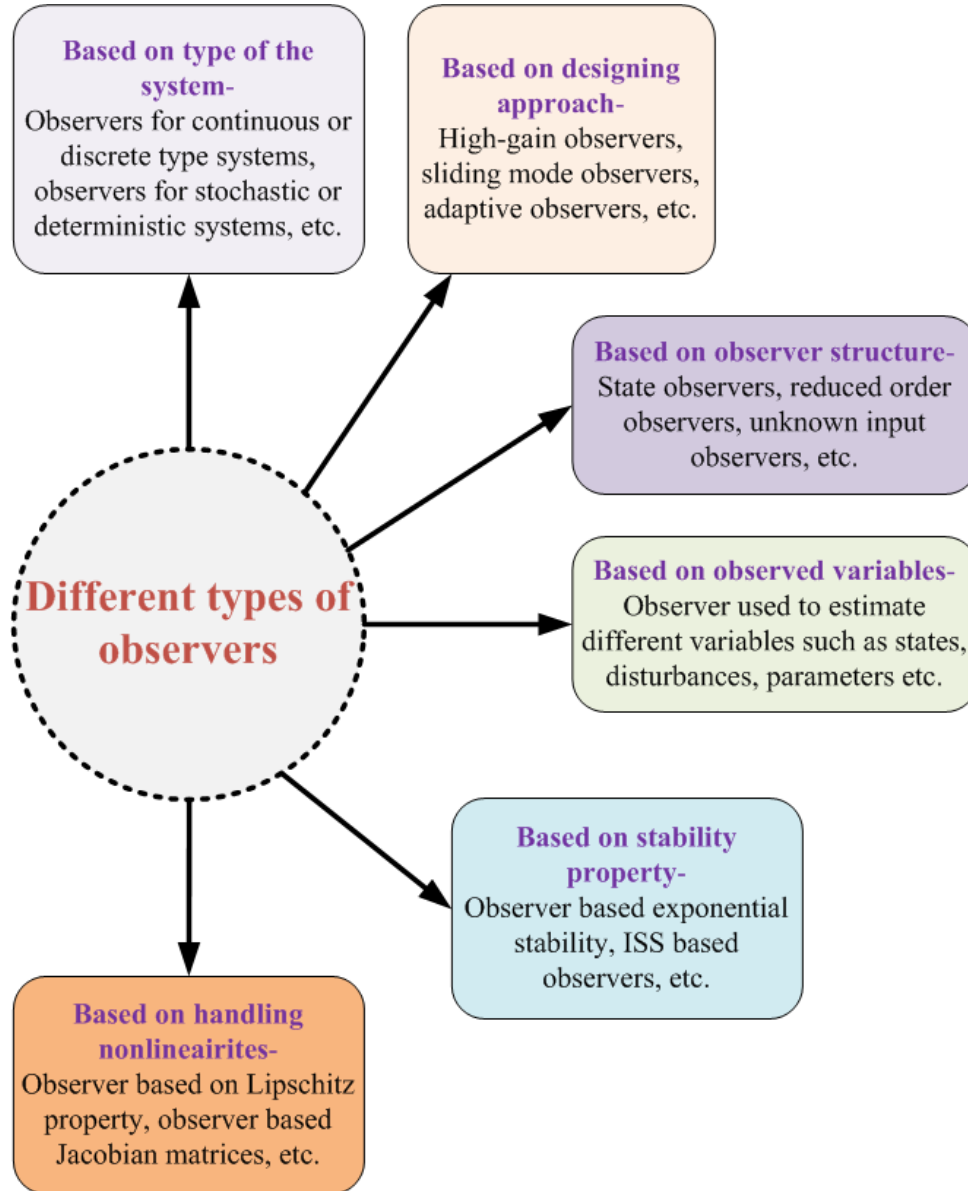 Based on type of the
system-
Observers for continuous or
discrete type systems,
observers for stochastic or
deterministic systems, etc.
Based on designing
approach-
High-gain observers,
sliding mode observers,
adaptive observers, etc.
Based on observer structure-
State observers, reduced order
observers, unknown input
observers, etc.
Different types of
observers
Based on observed variables-
Observer used to estimate
different variables such as states,
disturbances, parameters etc.
Based on stability
property-
Observer based exponential
stability, ISS based
observers, etc.
Based on handling
nonlineairites-
Observer based on Lipschitz
property, observer based
Jacobian matrices, etc.